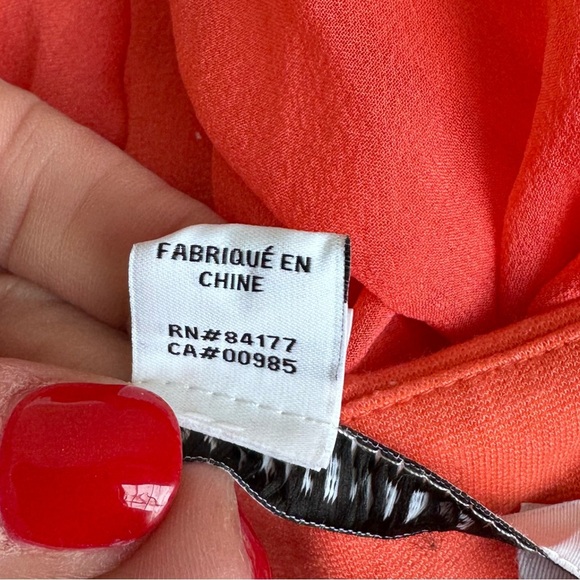 FABRIQUÉ EN
CHINE
RN#84177
CA#00985